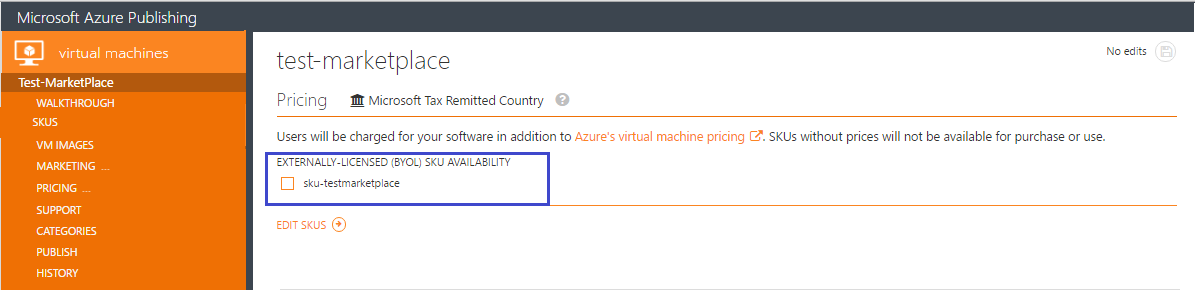 Microsoft Azure Publishing
virtual machines
Test-MarketPlace
WALKTHROUGH
SKUS
VM IMAGES
MARKETING ...
PRICING ...
SUPPORT
CATEGORIES
PUBLISH
HISTORY
test-marketplace
No edits
Pricing Microsoft Tax Remitted Country ?
Users will be charged for your software in addition to Azure's virtual machine pricing. SKUs without prices will not be available for purchase or use.
EXTERNALLY-LICENSED (BYOL) SKU AVAILABILITY
sku-testmarketplace
EDIT SKUS